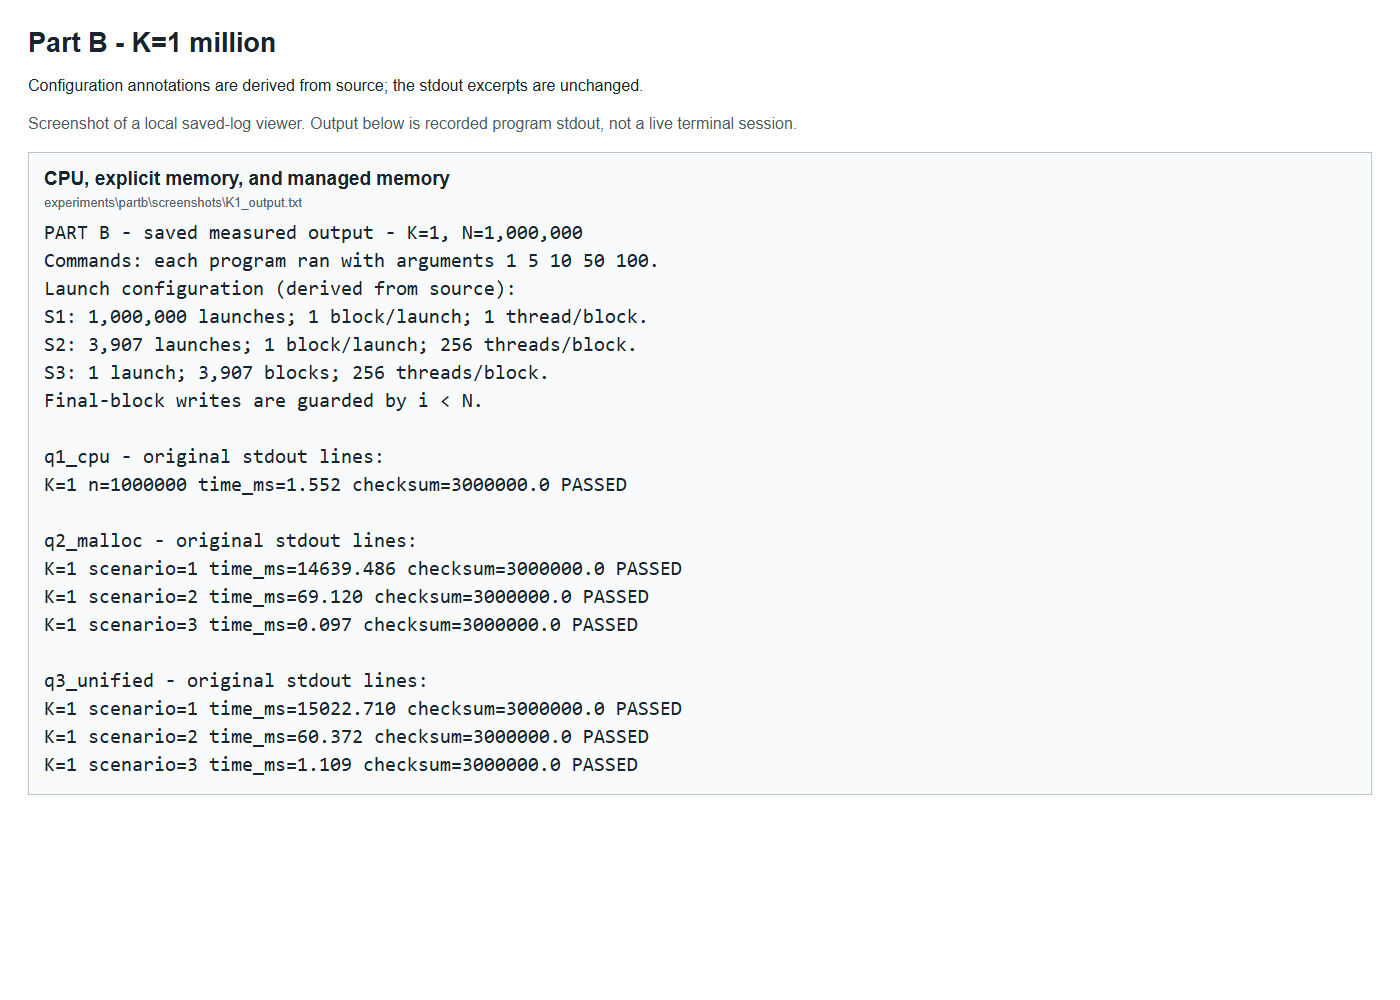 Part B - K=1 million
Configuration annotations are derived from source; the stdout excerpts are unchanged.
Screenshot of a local saved-log viewer. Output below is recorded program stdout, not a live terminal session.
CPU, explicit memory, and managed memory
experiments\partb\screenshots\K1_output.txt
PART B - saved measured output - K=1, N=1,000,000
Commands: each program ran with arguments 1 5 10 50 100.
Launch configuration (derived from source):
S1: 1,000,000 launches; 1 block/launch; 1 thread/block.
S2: 3,907 launches; 1 block/launch; 256 threads/block.
S3: 1 launch; 3,907 blocks; 256 threads/block.
Final-block writes are guarded by i < N.
q1_cpu - original stdout lines:
K=1 n=1000000 time_ms=1.552 checksum=3000000.0 PASSED
q2_malloc - original stdout lines:
K=1 scenario=1 time_ms=14639.486 checksum=3000000.0 PASSED
K=1 scenario=2 time_ms=69.120 checksum=3000000.0 PASSED
K=1 scenario=3 time_ms=0.097 checksum=3000000.0 PASSED
q3_unified - original stdout lines:
K=1 scenario=1 time_ms=15022.710 checksum=3000000.0 PASSED
K=1 scenario=2 time_ms=60.372 checksum=3000000.0 PASSED
K=1 scenario=3 time_ms=1.109 checksum=3000000.0 PASSED